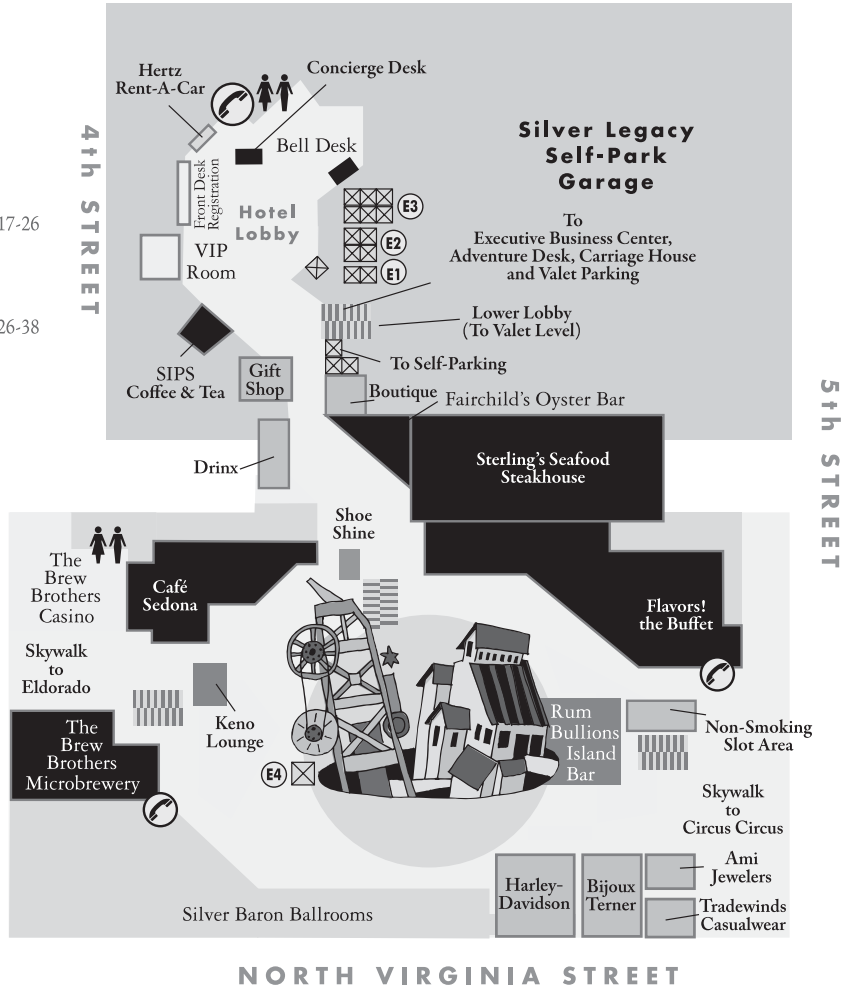 Hertz
Rent-A-Car
Concierge Desk
Bell Desk
Front Desk
Registration
Hotel
Lobby
VIP
Room
E3
E2
E1
Silver Legacy
Self-Park
Garage
To
Executive Business Center,
Adventure Desk, Carriage House
and Valet Parking
4th STREET
17-26
26-38
Lower Lobby
(To Valet Level)
To Self-Parking
SIPS
Coffee & Tea
Gift
Shop
Boutique
Fairchild's Oyster Bar
5th STREET
Drinx
Sterling's Seafood
Steakhouse
Shoe
Shine
The
Brew
Brothers
Casino
Café
Sedona
Flavors!
the Buffet
Skywalk
to
Eldorado
Keno
Lounge
The
Brew
Brothers
Microbrewery
E4
Rum
Bullions
Island
Bar
Non-Smoking
Slot Area
Skywalk
to
Circus Circus
Harley-
Davidson
Bijoux
Terner
Ami
Jewelers
Tradewinds
Casualwear
Silver Baron Ballrooms
NORTH VIRGINIA STREET